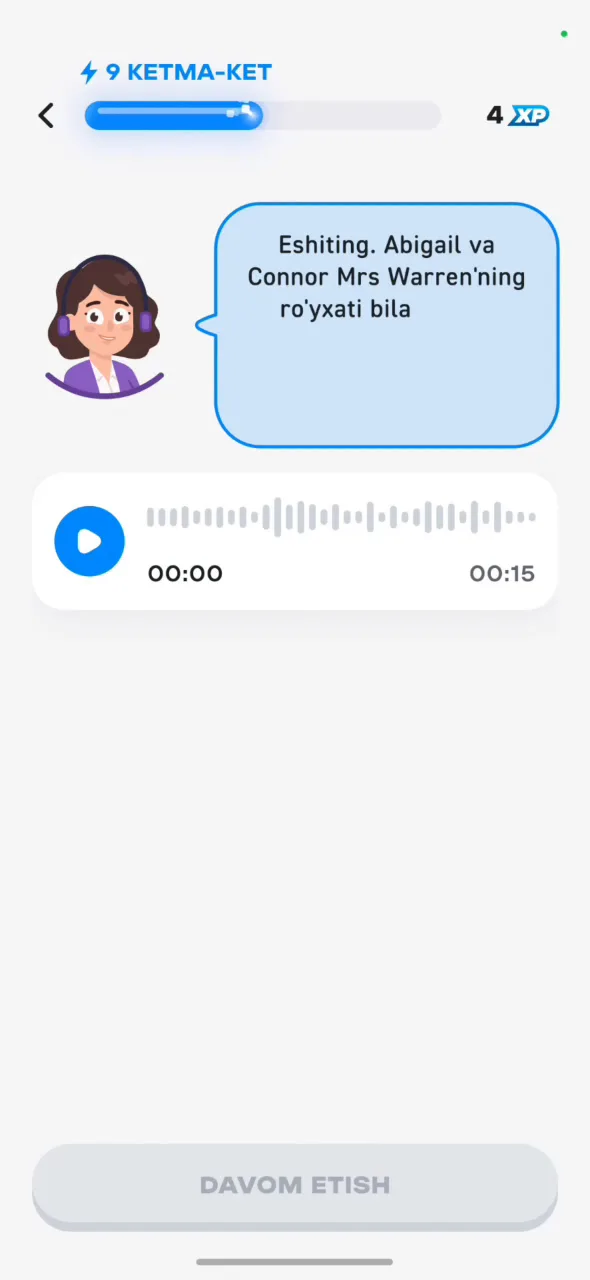 9 KETMA-KET
4 XP
Eshiting. Abigail va
Connor Mrs Warren'ning
ro'yxati bila
00:00
00:15
DAVOM ETISH